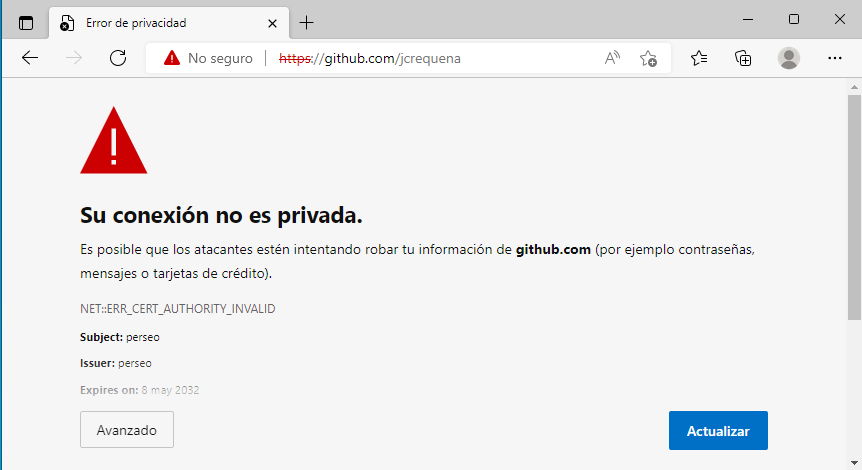 Error de privacidad
No seguro | https://github.com/jcrequena
Su conexión no es privada.
Es posible que los atacantes estén intentando robar tu información de github.com (por ejemplo contraseñas,
mensajes o tarjetas de crédito).
NET::ERR_CERT_AUTHORITY_INVALID
Subject: perseo
Issuer: perseo
Expires on: 8 may 2032
Avanzado
Actualizar